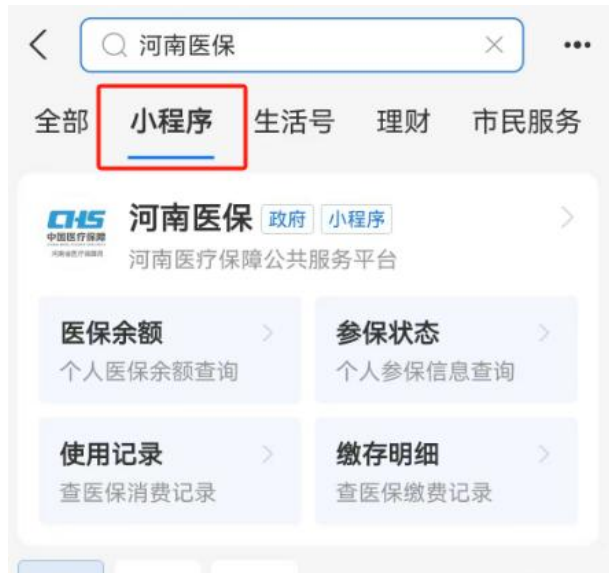 河南医保
全部 小程序 生活号 理财 市民服务
CHS
中国医疗保障
河南医保 政府 小程序
河南医疗保障公共服务平台
医保余额 参保状态
个人医保余额查询 个人参保信息查询
使用记录 缴存明细
查医保消费记录 查医保缴费记录